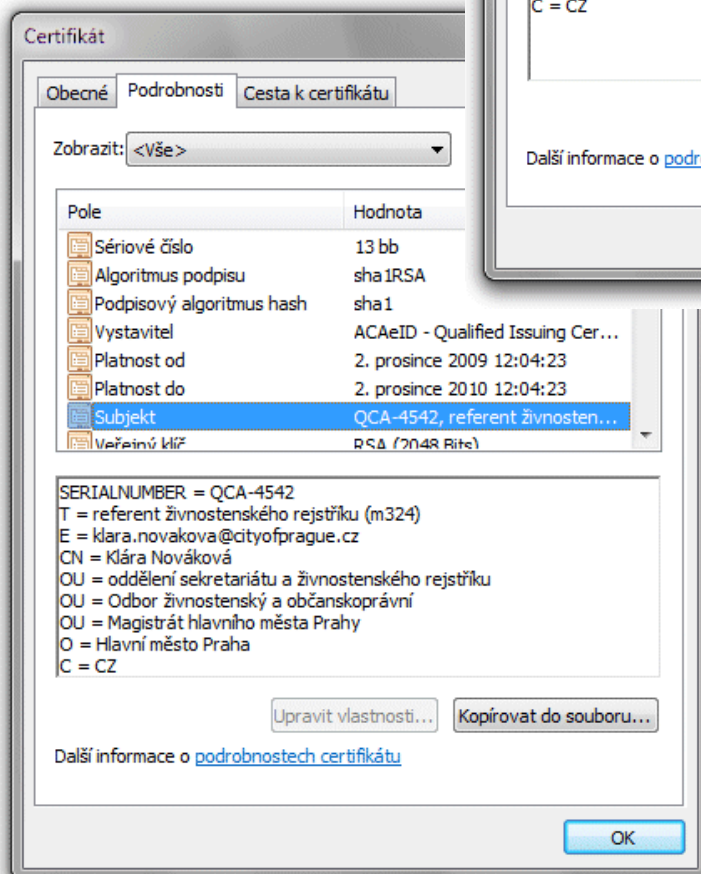 C = CZ
Další informace o podr
Certifikát
Obecné Podrobnosti Cesta k certifikátu
Zobrazit: <Vše>
Pole Hodnota
Sériové číslo 13 bb
Algoritmus podpisu sha1RSA
Podpisový algoritmus hash sha1
Vystavitel ACAeID - Qualified Issuing Cer...
Platnost od 2. prosince 2009 12:04:23
Platnost do 2. prosince 2010 12:04:23
Subjekt QCA-4542, referent živnosten...
Veřejný klíč RSA (2048 Bits)
SERIALNUMBER = QCA-4542
T = referent živnostenského rejstříku (m324)
E = klara.novakova@cityofprague.cz
CN = Klára Nováková
OU = oddělení sekretariátu a živnostenského rejstříku
OU = Odbor živnostenský a občanskoprávní
OU = Magistrát hlavního města Prahy
O = Hlavní město Praha
C = CZ
Upravit vlastnosti... Kopírovat do souboru...
Další informace o podrobnostech certifikátu
OK